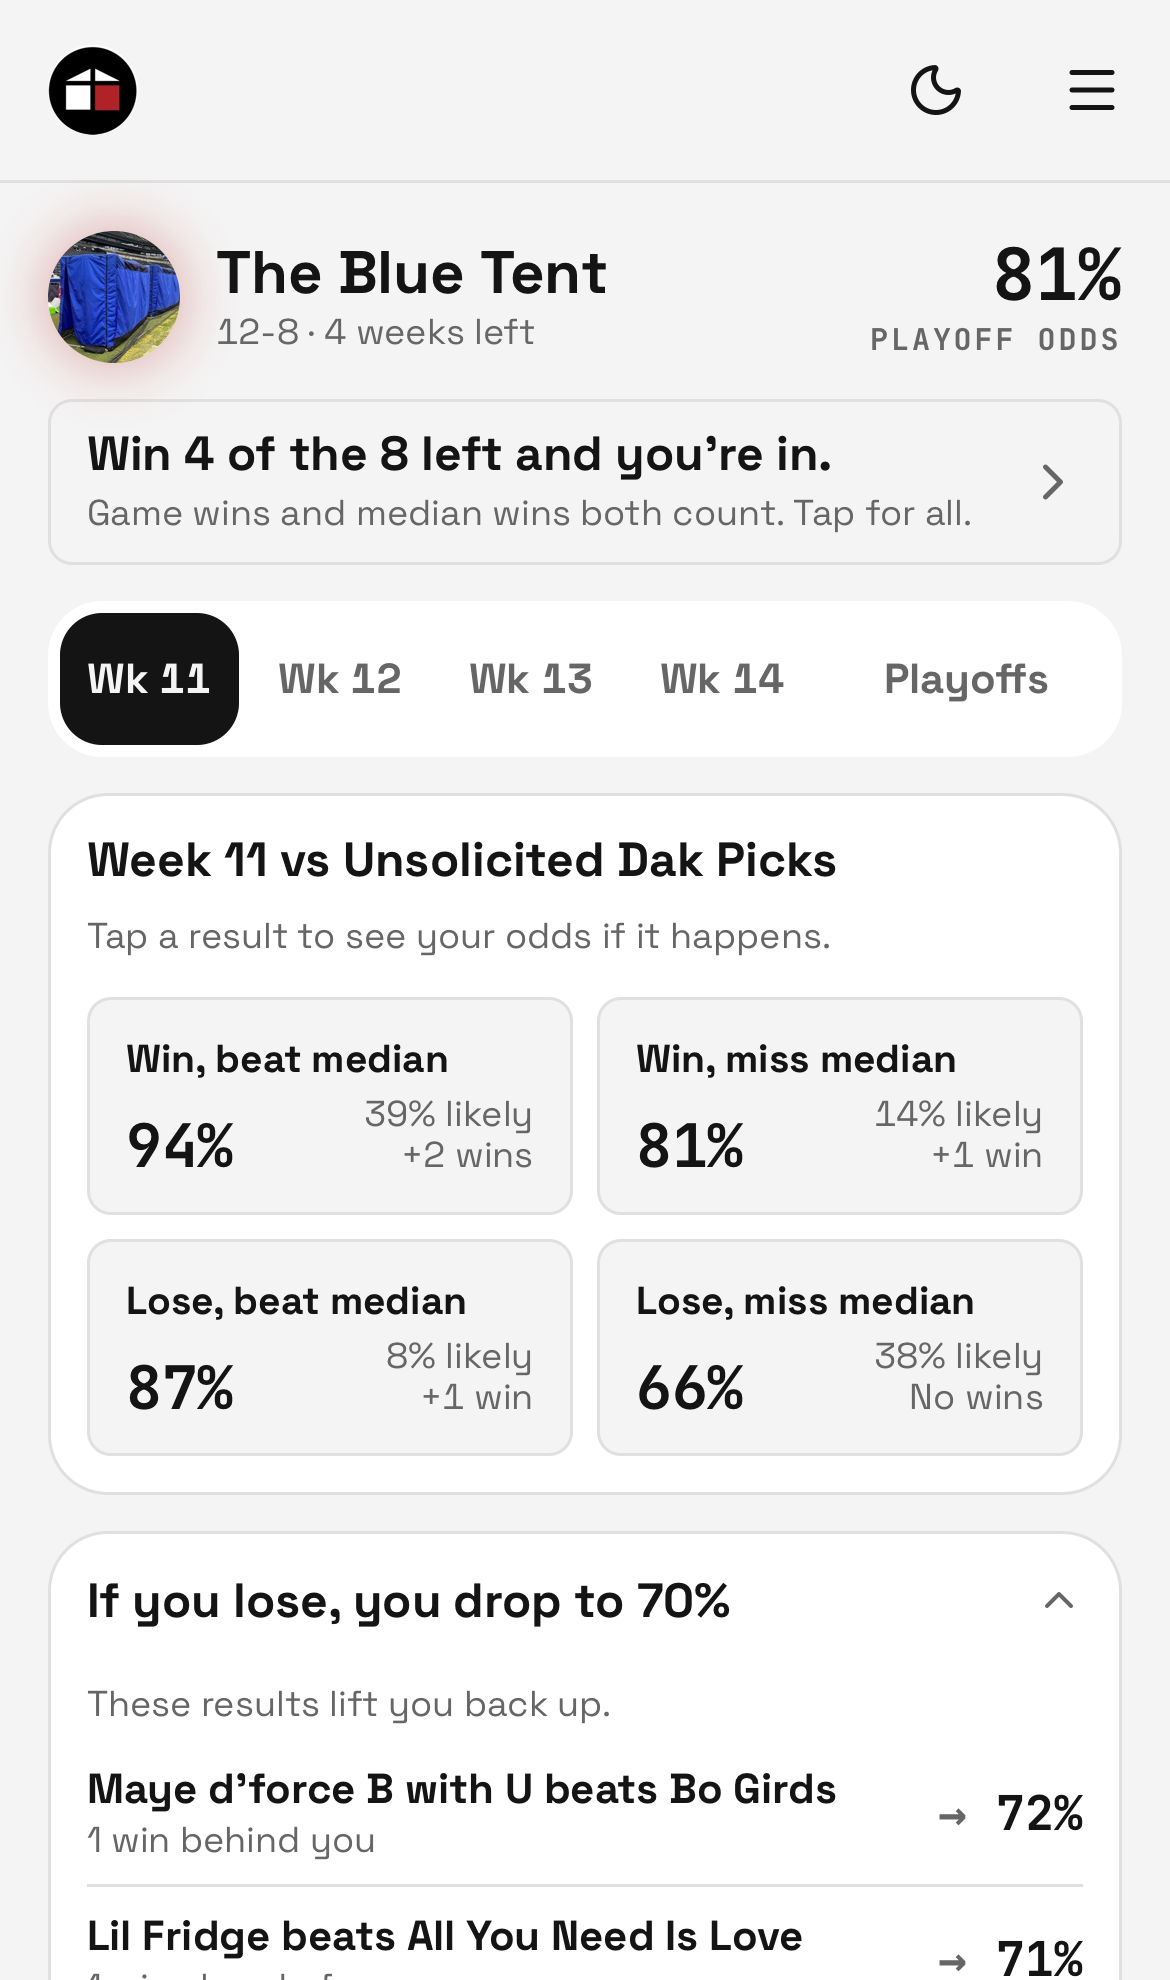 The Blue Tent
12-8 · 4 weeks left
81%
PLAYOFF ODDS
Win 4 of the 8 left and you’re in.
Game wins and median wins both count. Tap for all.
Wk 11
Wk 12
Wk 13
Wk 14
Playoffs
Week 11 vs Unsolicited Dak Picks
Tap a result to see your odds if it happens.
Win, beat median
94%
39% likely
+2 wins
Win, miss median
81%
14% likely
+1 win
Lose, beat median
87%
8% likely
+1 win
Lose, miss median
66%
38% likely
No wins
If you lose, you drop to 70%
These results lift you back up.
Maye d’force B with U beats Bo Girds
1 win behind you
→ 72%
Lil Fridge beats All You Need Is Love
→ 71%